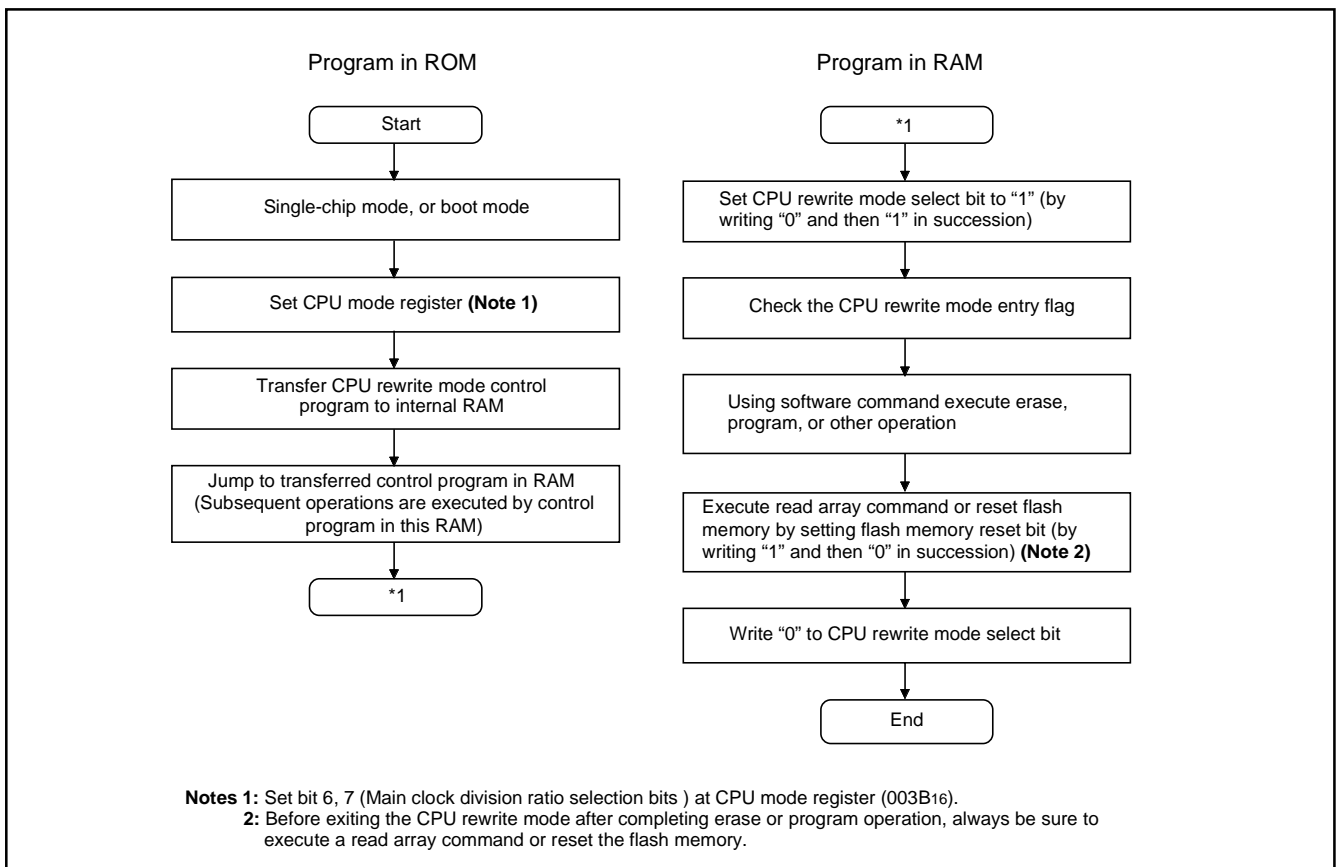 Program in ROM
Start
Single-chip mode, or boot mode
Set CPU mode register (Note 1)
Transfer CPU rewrite mode control
program to internal RAM
Jump to transferred control program in RAM
(Subsequent operations are executed by control
program in this RAM)
*1
Program in RAM
*1
Set CPU rewrite mode select bit to “1” (by
writing “0” and then “1” in succession)
Check the CPU rewrite mode entry flag
Using software command execute erase,
program, or other operation
Execute read array command or reset flash
memory by setting flash memory reset bit (by
writing “1” and then “0” in succession) (Note 2)
Write “0” to CPU rewrite mode select bit
End
Notes 1: Set bit 6, 7 (Main clock division ratio selection bits ) at CPU mode register (003B16).
2: Before exiting the CPU rewrite mode after completing erase or program operation, always be sure to
execute a read array command or reset the flash memory.